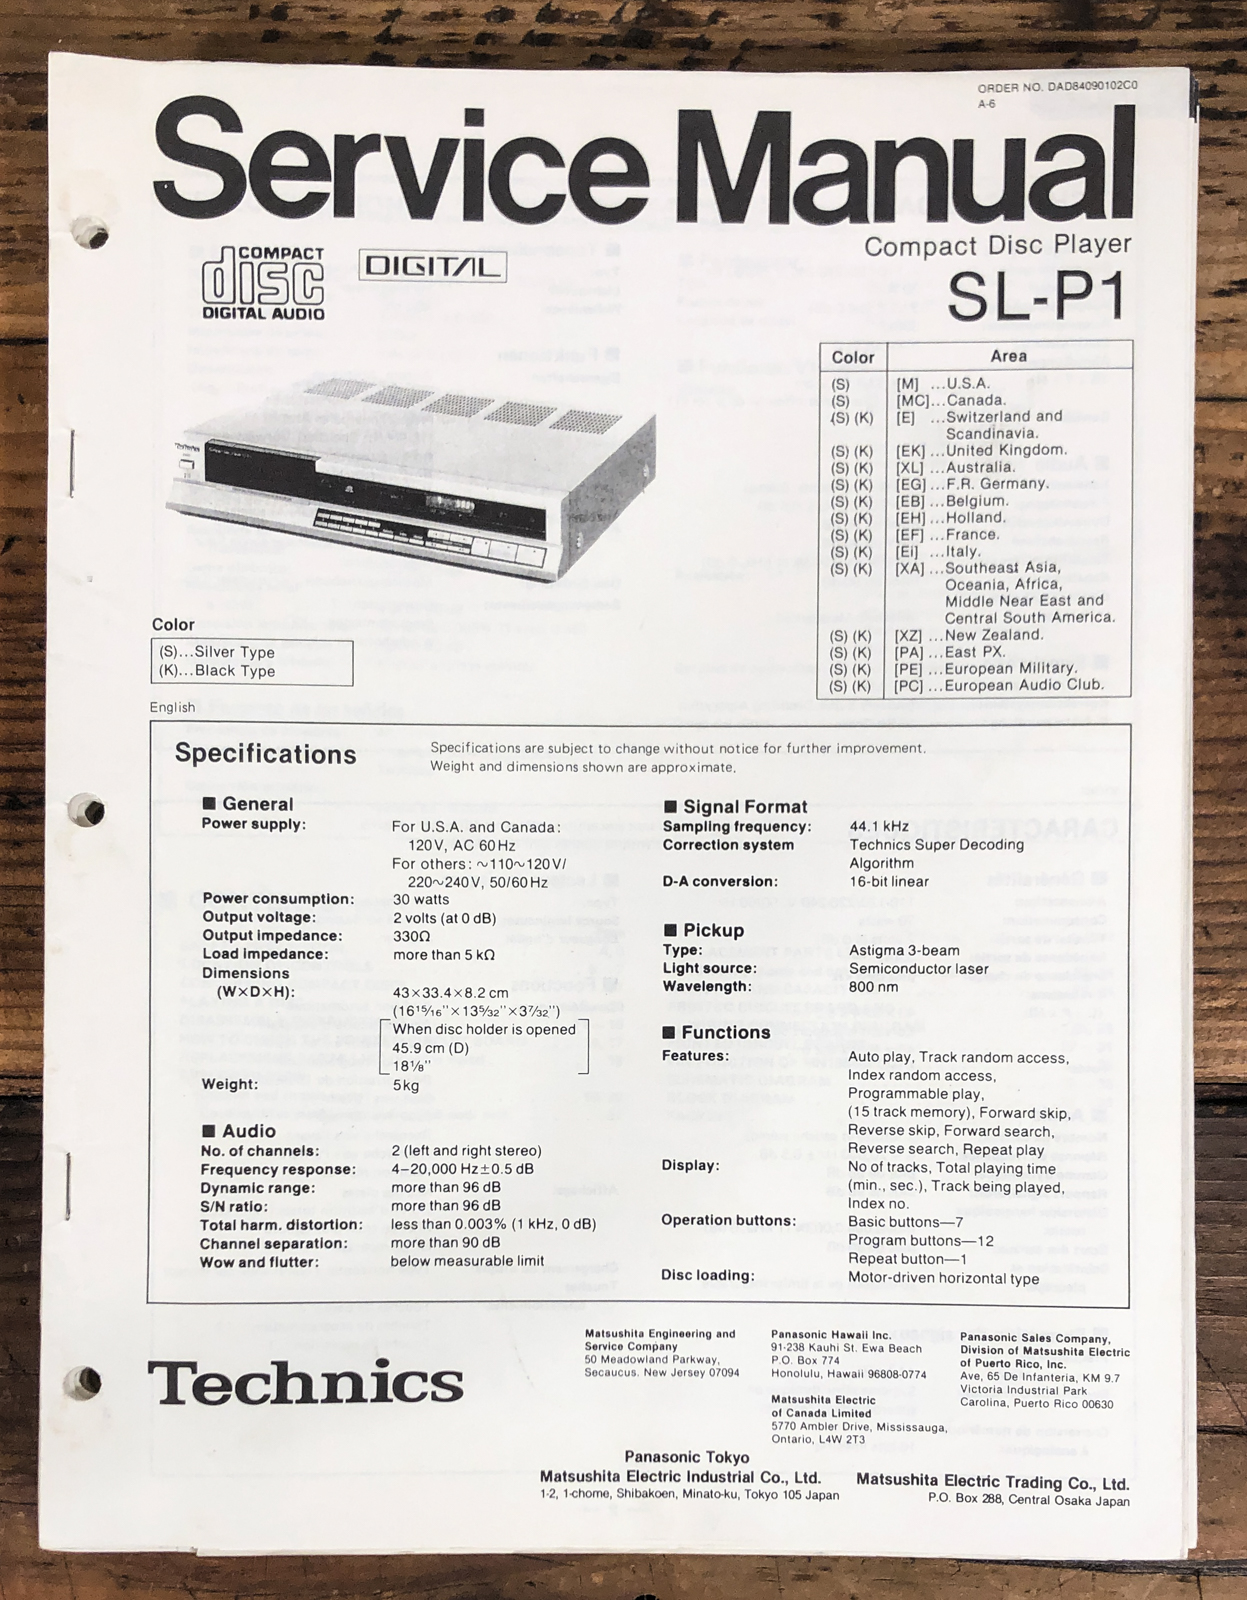 ORDER NO. DAD84090102C0
A-6
Service Manual
COMPACT
disc
DIGITAL AUDIO
DIGITAL
Compact Disc Player
SL-P1
Color Area
(S) [M] ...U.S.A.
(S) [MC]...Canada.
(S) (K) [E] ...Switzerland and
Scandinavia.
(S) (K) [EK] ...United Kingdom.
(S) (K) [XL] ...Australia.
(S) (K) [EG] ...F.R. Germany.
(S) (K) [EB] ...Belgium.
(S) (K) [EH] ...Holland.
(S) (K) [EF] ...France.
(S) (K) [Ei] ...Italy.
(S) (K) [XA] ...Southeast Asia,
Oceania, Africa,
Middle Near East and
Central South America.
(S) (K) [XZ] ...New Zealand.
(S) (K) [PA] ...East PX.
(S) (K) [PE] ...European Military.
(S) (K) [PC] ...European Audio Club.
Technics
Color
(S)...Silver Type
(K)...Black Type
English
Specifications
Specifications are subject to change without notice for further improvement.
Weight and dimensions shown are approximate.
■ General
Power supply: For U.S.A. and Canada:
120V, AC 60Hz
For others: ~110~120V/
220~240V, 50/60Hz
Power consumption: 30 watts
Output voltage: 2 volts (at 0 dB)
Output impedance: 330Ω
Load impedance: more than 5 kΩ
Dimensions
(W×D×H): 43×33.4×8.2 cm
(16 15/16"×13 5/32"×3 7/32")
[When disc holder is opened
45.9 cm (D)
18 1/8"]
Weight: 5kg
■ Audio
No. of channels: 2 (left and right stereo)
Frequency response: 4–20,000 Hz±0.5 dB
Dynamic range: more than 96 dB
S/N ratio: more than 96 dB
Total harm. distortion: less than 0.003% (1 kHz, 0 dB)
Channel separation: more than 90 dB
Wow and flutter: below measurable limit
■ Signal Format
Sampling frequency: 44.1 kHz
Correction system Technics Super Decoding
Algorithm
D-A conversion: 16-bit linear
■ Pickup
Type: Astigma 3-beam
Light source: Semiconductor laser
Wavelength: 800 nm
■ Functions
Features: Auto play, Track random access,
Index random access,
Programmable play,
(15 track memory), Forward skip,
Reverse skip, Forward search,
Reverse search, Repeat play
Display: No of tracks, Total playing time
(min., sec.), Track being played,
Index no.
Operation buttons: Basic buttons—7
Program buttons—12
Repeat button—1
Disc loading: Motor-driven horizontal type
Technics
Matsushita Engineering and
Service Company
50 Meadowland Parkway,
Secaucus. New Jersey 07094
Panasonic Hawaii Inc.
91-238 Kauhi St. Ewa Beach
P.O. Box 774
Honolulu, Hawaii 96808-0774
Matsushita Electric
of Canada Limited
5770 Ambler Drive, Mississauga,
Ontario, L4W 2T3
Panasonic Sales Company,
Division of Matsushita Electric
of Puerto Rico, Inc.
Ave, 65 De Infanteria, KM 9.7
Victoria Industrial Park
Carolina, Puerto Rico 00630
Panasonic Tokyo
Matsushita Electric Industrial Co., Ltd.
1-2, 1-chome, Shibakoen, Minato-ku, Tokyo 105 Japan
Matsushita Electric Trading Co., Ltd.
P.O. Box 288, Central Osaka Japan